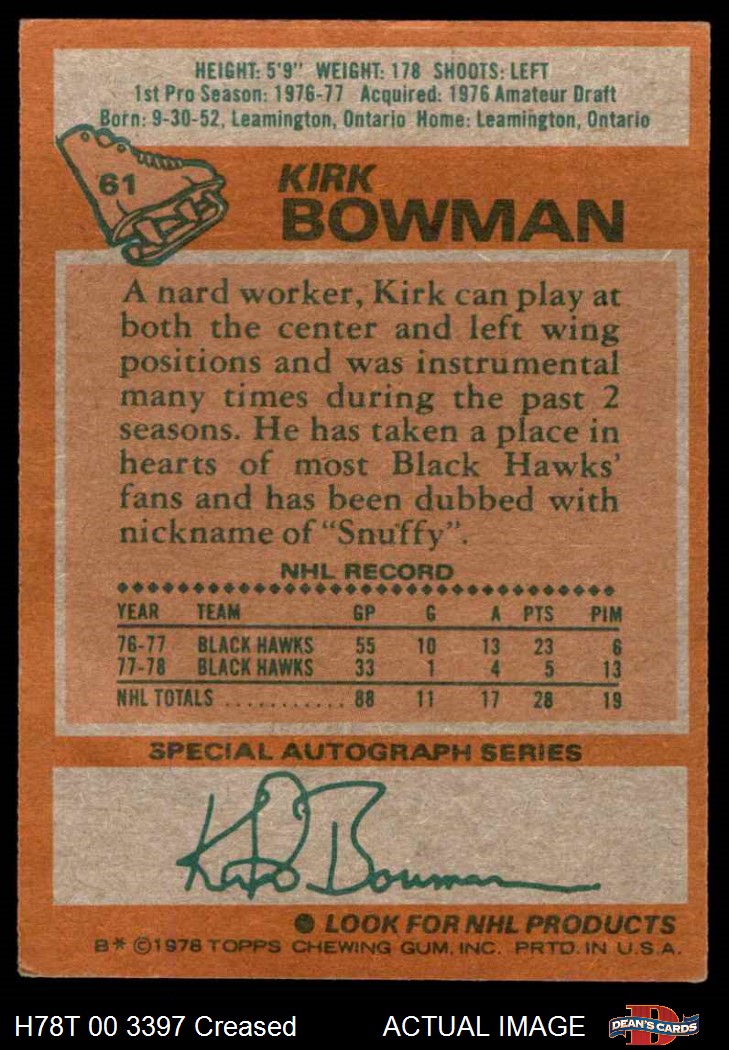 HEIGHT: 5'9" WEIGHT: 178 SHOOTS: LEFT
1st Pro Season: 1976-77 Acquired: 1976 Amateur Draft
Born: 9-30-52, Leamington, Ontario Home: Leamington, Ontario
61
KIRK
BOWMAN
A nard worker, Kirk can play at
both the center and left wing
positions and was instrumental
many times during the past 2
seasons. He has taken a place in
hearts of most Black Hawks'
fans and has been dubbed with
nickname of "Snuffy".
NHL RECORD
YEAR TEAM GP G A PTS PIM
76-77 BLACK HAWKS 55 10 13 23 6
77-78 BLACK HAWKS 33 1 4 5 13
NHL TOTALS ............ 88 11 17 28 19
SPECIAL AUTOGRAPH SERIES
Kirk Bowman
● LOOK FOR NHL PRODUCTS
B* ©1978 TOPPS CHEWING GUM, INC. PRTD. IN U.S.A.
H78T 00 3397 Creased ACTUAL IMAGE D DEAN'S CARDS